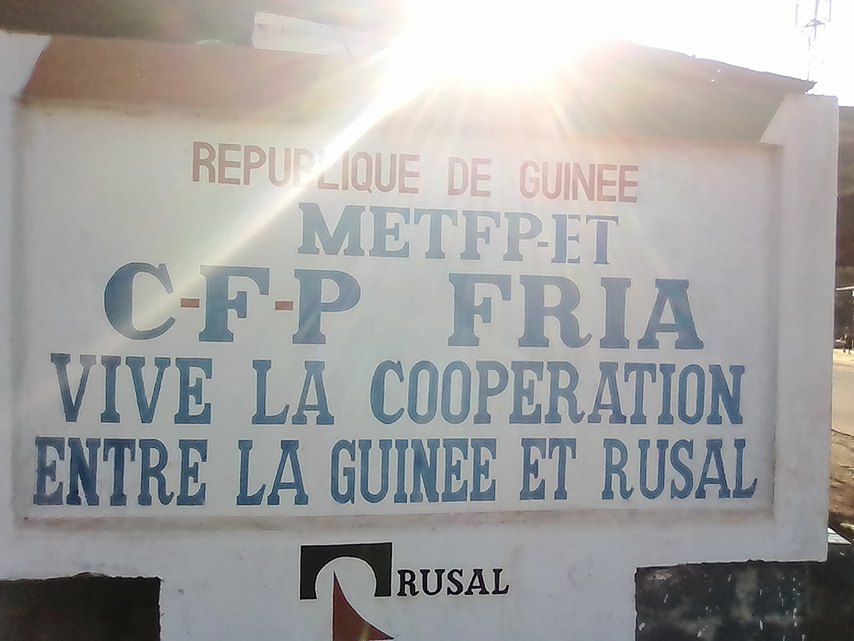 REPUBLIQUE DE GUINEE
METFP-ET
C-F-P FRIA
VIVE LA COOPERATION
ENTRE LA GUINEE ET RUSAL
RUSAL